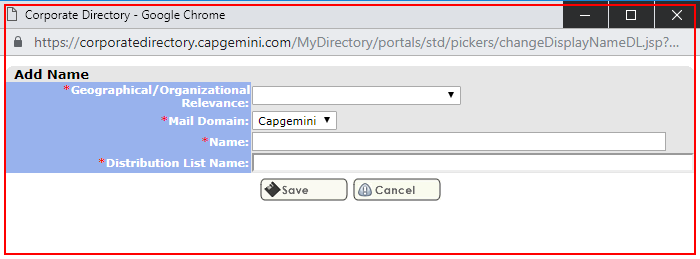 Corporate Directory - Google Chrome
https://corporatedirectory.capgemini.com/MyDirectory/portals/std/pickers/changeDisplayNameDL.jsp?...
Add Name
*Geographical/Organizational
Relevance:
*Mail Domain: Capgemini
*Name:
*Distribution List Name:
Save Cancel